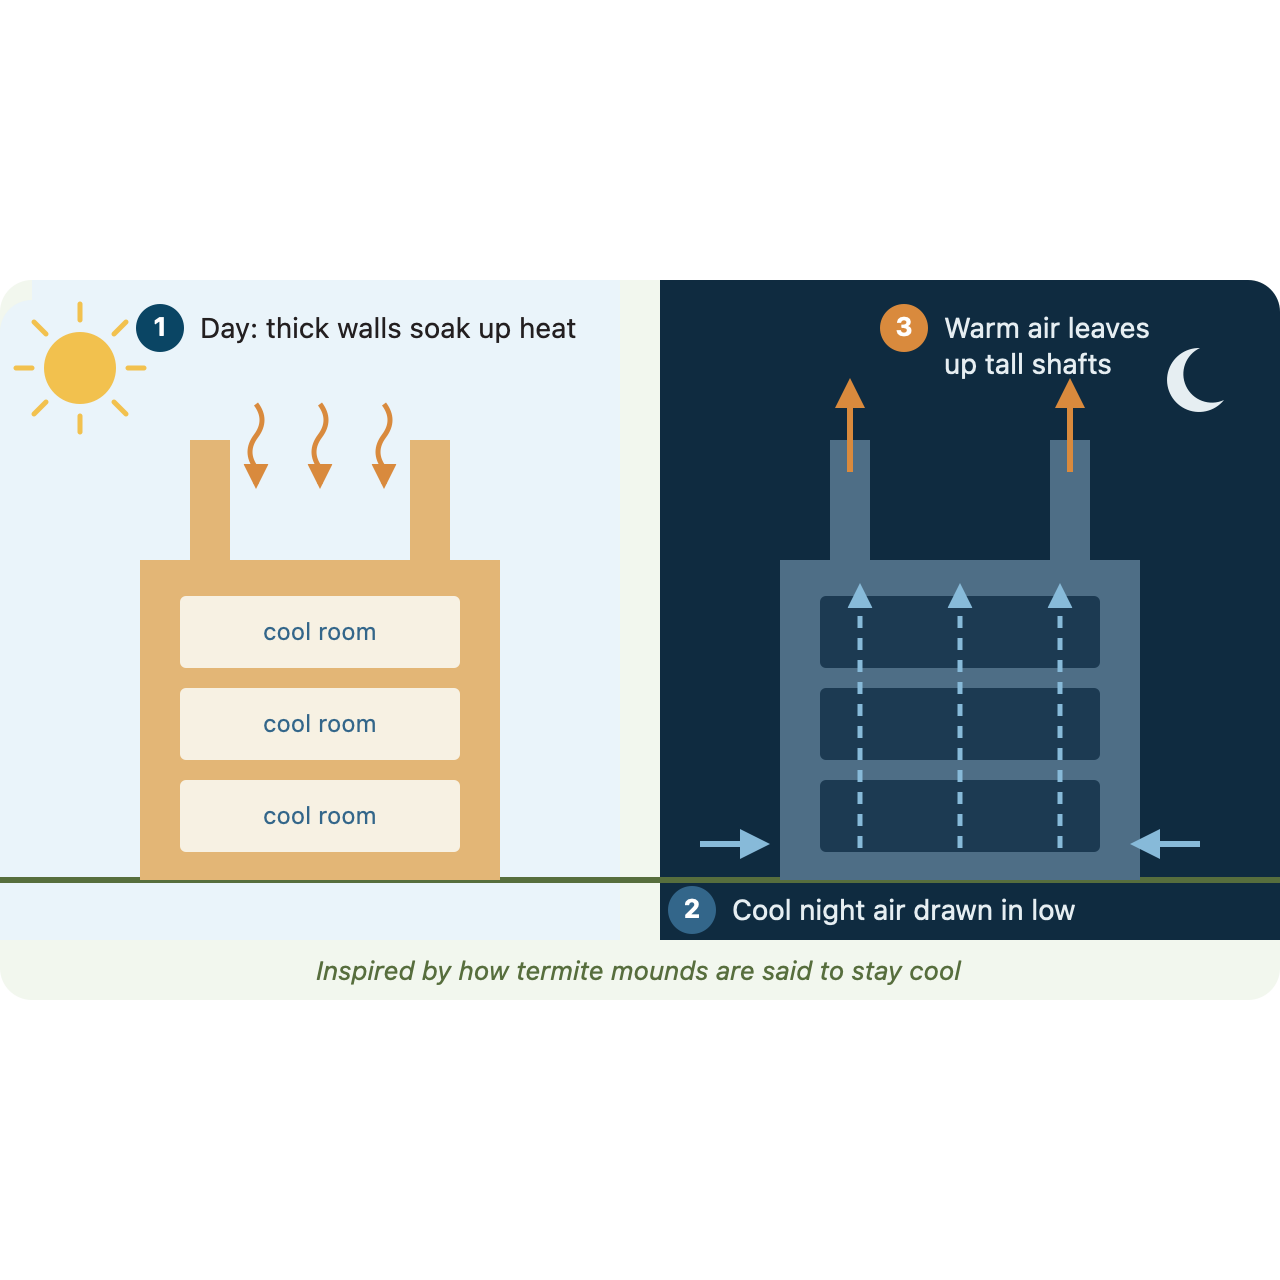 1 Day: thick walls soak up heat
cool room
cool room
cool room
3 Warm air leaves
up tall shafts
2 Cool night air drawn in low
Inspired by how termite mounds are said to stay cool